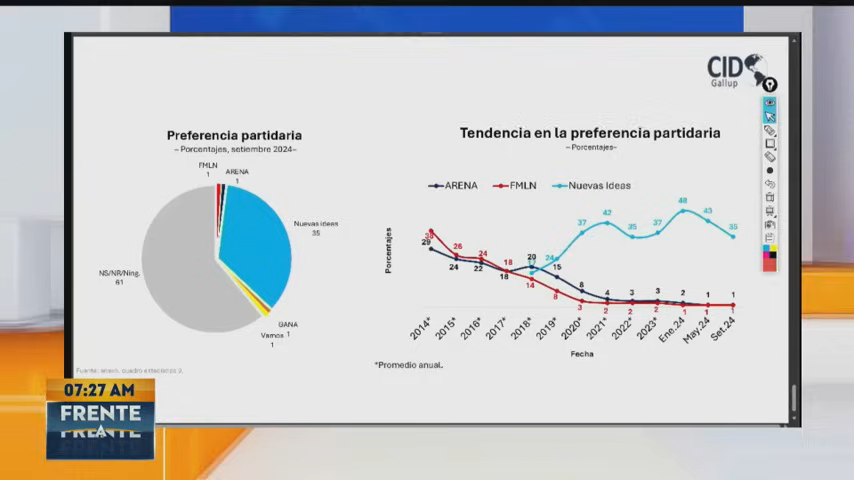 CID
Gallup
Preferencia partidaria
– Porcentajes, setiembre 2024–
FMLN
1
ARENA
1
Nuevas Ideas
35
NS/NR/Ning.
61
GANA 1
Vamos
1
Tendencia en la preferencia partidaria
–Porcentajes–
ARENA FMLN Nuevas Ideas
Porcentajes
29 24 22 18 20 15 8 4 3 3 2 1 1
26 24 18 14 8 3 2 2 2 1 1 1
24 37 42 35 37 48 43 35
2014* 2015* 2016* 2017* 2018* 2019* 2020* 2021* 2022* 2023* Ene.24 May.24 Set.24
Fecha
*Promedio anual.
07:27 AM
FRENTE
FRENTE